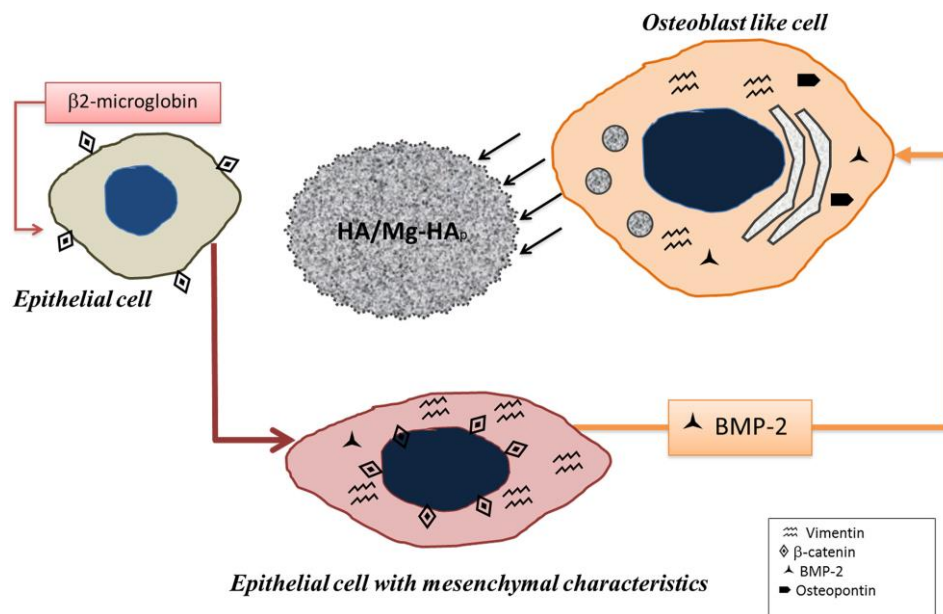 Osteoblast like cell
β2-microglobin
HA/Mg-HAp
Epithelial cell
BMP-2
Epithelial cell with mesenchymal characteristics
Vimentin
β-catenin
BMP-2
Osteopontin